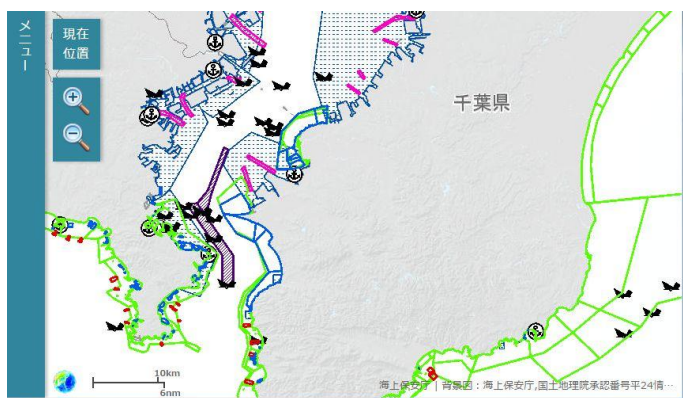 メニュー
現在
位置
千葉県
10km
6nm
海上保安庁 | 背景図：海上保安庁,国土地理院承認番号平24情…